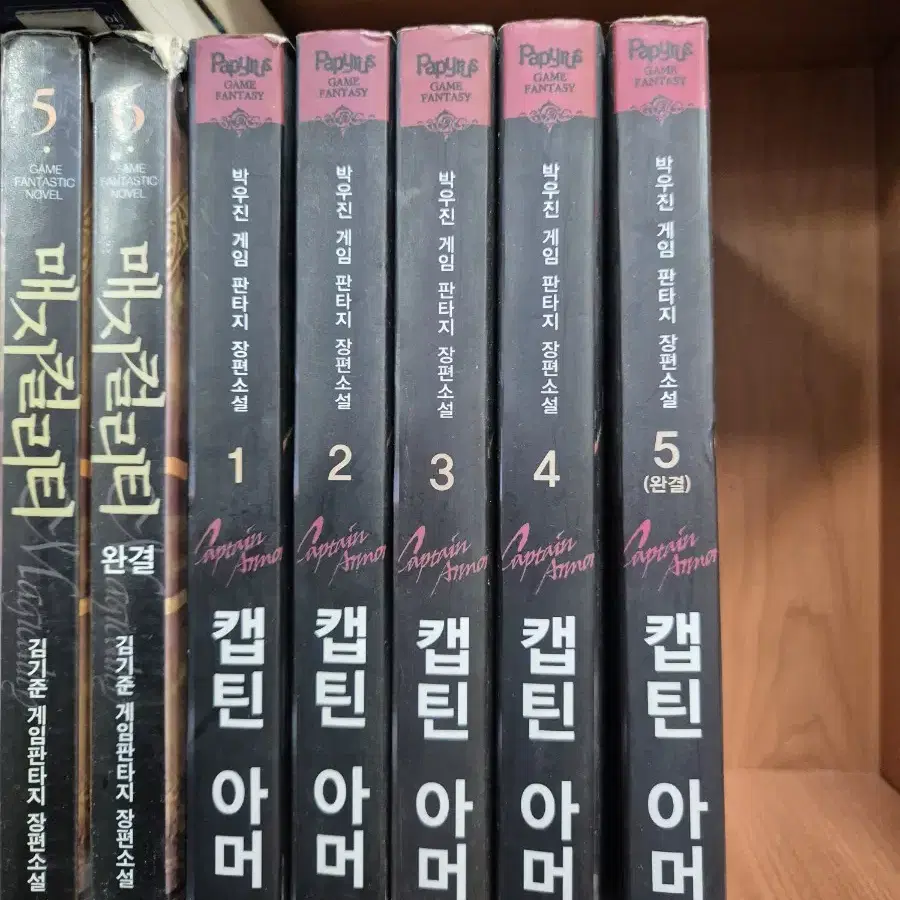 5
GAME
FANTASTIC
NOVEL
매지컬리티
김기준 게임판타지 장편소설
6
GAME
FANTASTIC
NOVEL
매지컬리티
완결
김기준 게임판타지 장편소설
Papyrus
GAME
FANTASY
박우진 게임 판타지 장편소설
1
Captain
Armor
캡틴 아머
Papyrus
GAME
FANTASY
박우진 게임 판타지 장편소설
2
Captain
Armor
캡틴 아머
Papyrus
GAME
FANTASY
박우진 게임 판타지 장편소설
3
Captain
Armor
캡틴 아머
Papyrus
GAME
FANTASY
박우진 게임 판타지 장편소설
4
Captain
Armor
캡틴 아머
Papyrus
GAME
FANTASY
박우진 게임 판타지 장편소설
5
(완결)
Captain
Armor
캡틴 아머